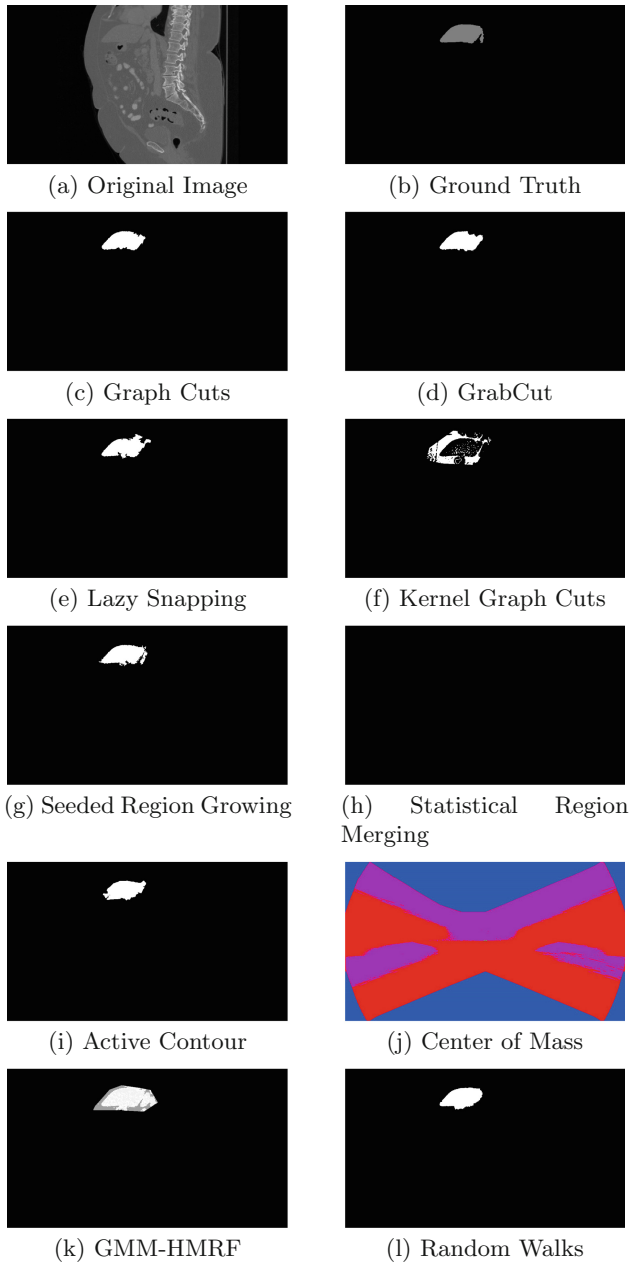 (a) Original Image
(b) Ground Truth
(c) Graph Cuts
(d) GrabCut
(e) Lazy Snapping
(f) Kernel Graph Cuts
(g) Seeded Region Growing
(h) Statistical Region
Merging
(i) Active Contour
(j) Center of Mass
(k) GMM-HMRF
(l) Random Walks